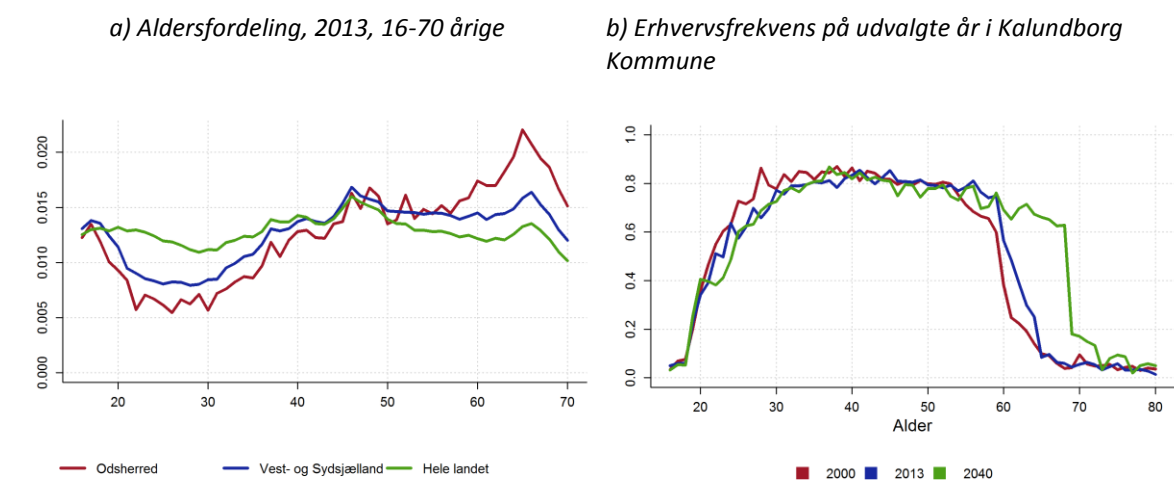 a) Aldersfordeling, 2013, 16-70 årige
b) Erhvervsfrekvens på udvalgte år i Kalundborg
Kommune
0.020
0.015
0.010
0.005
0.000
20 30 40 50 60 70
Odsherred Vest- og Sydsjælland Hele landet
1.0
0.8
0.6
0.4
0.2
0.0
20 30 40 50 60 70 80
Alder
2000 2013 2040